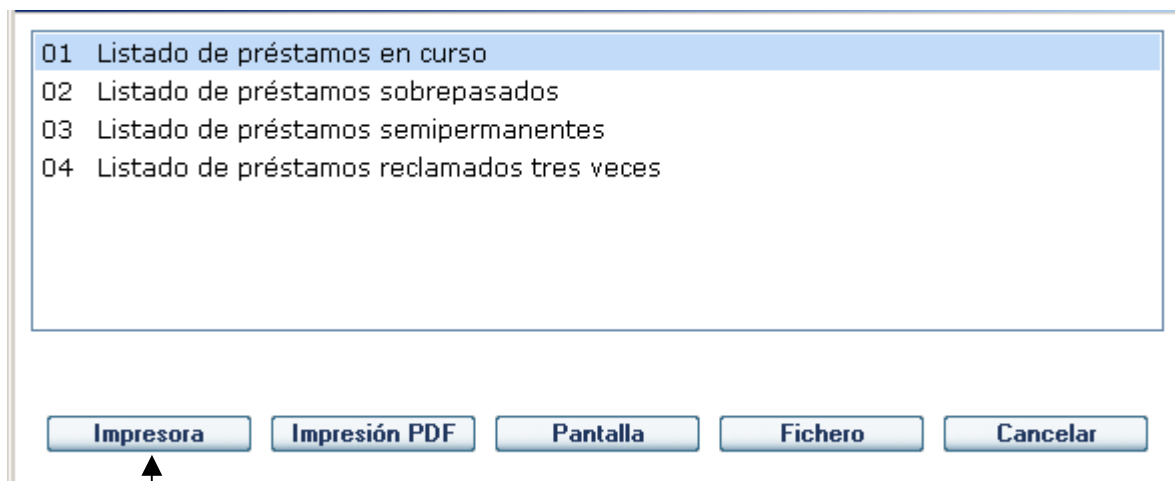 01 Listado de préstamos en curso
02 Listado de préstamos sobrepasados
03 Listado de préstamos semipermanentes
04 Listado de préstamos reclamados tres veces
Impresora Impresión PDF Pantalla Fichero Cancelar